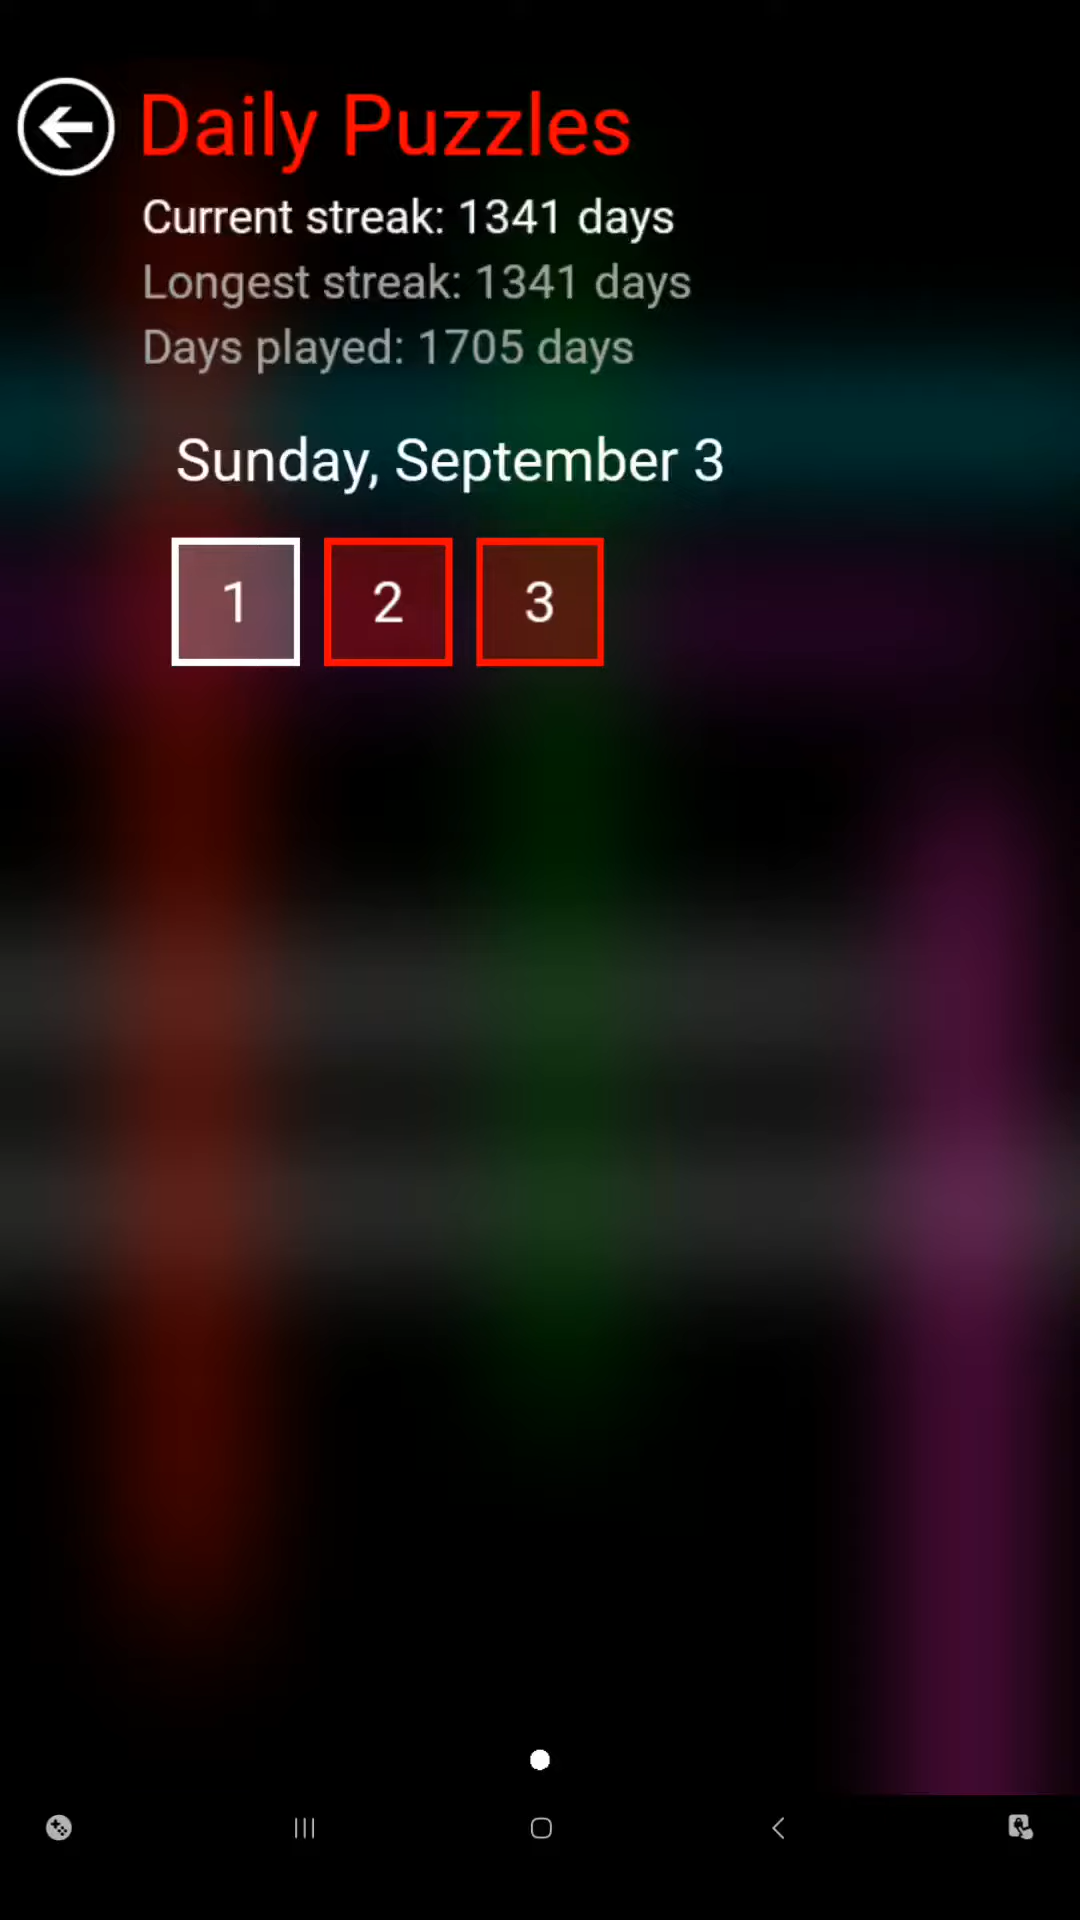 Daily Puzzles
Current streak: 1341 days
Longest streak: 1341 days
Days played: 1705 days
Sunday, September 3
1 2 3